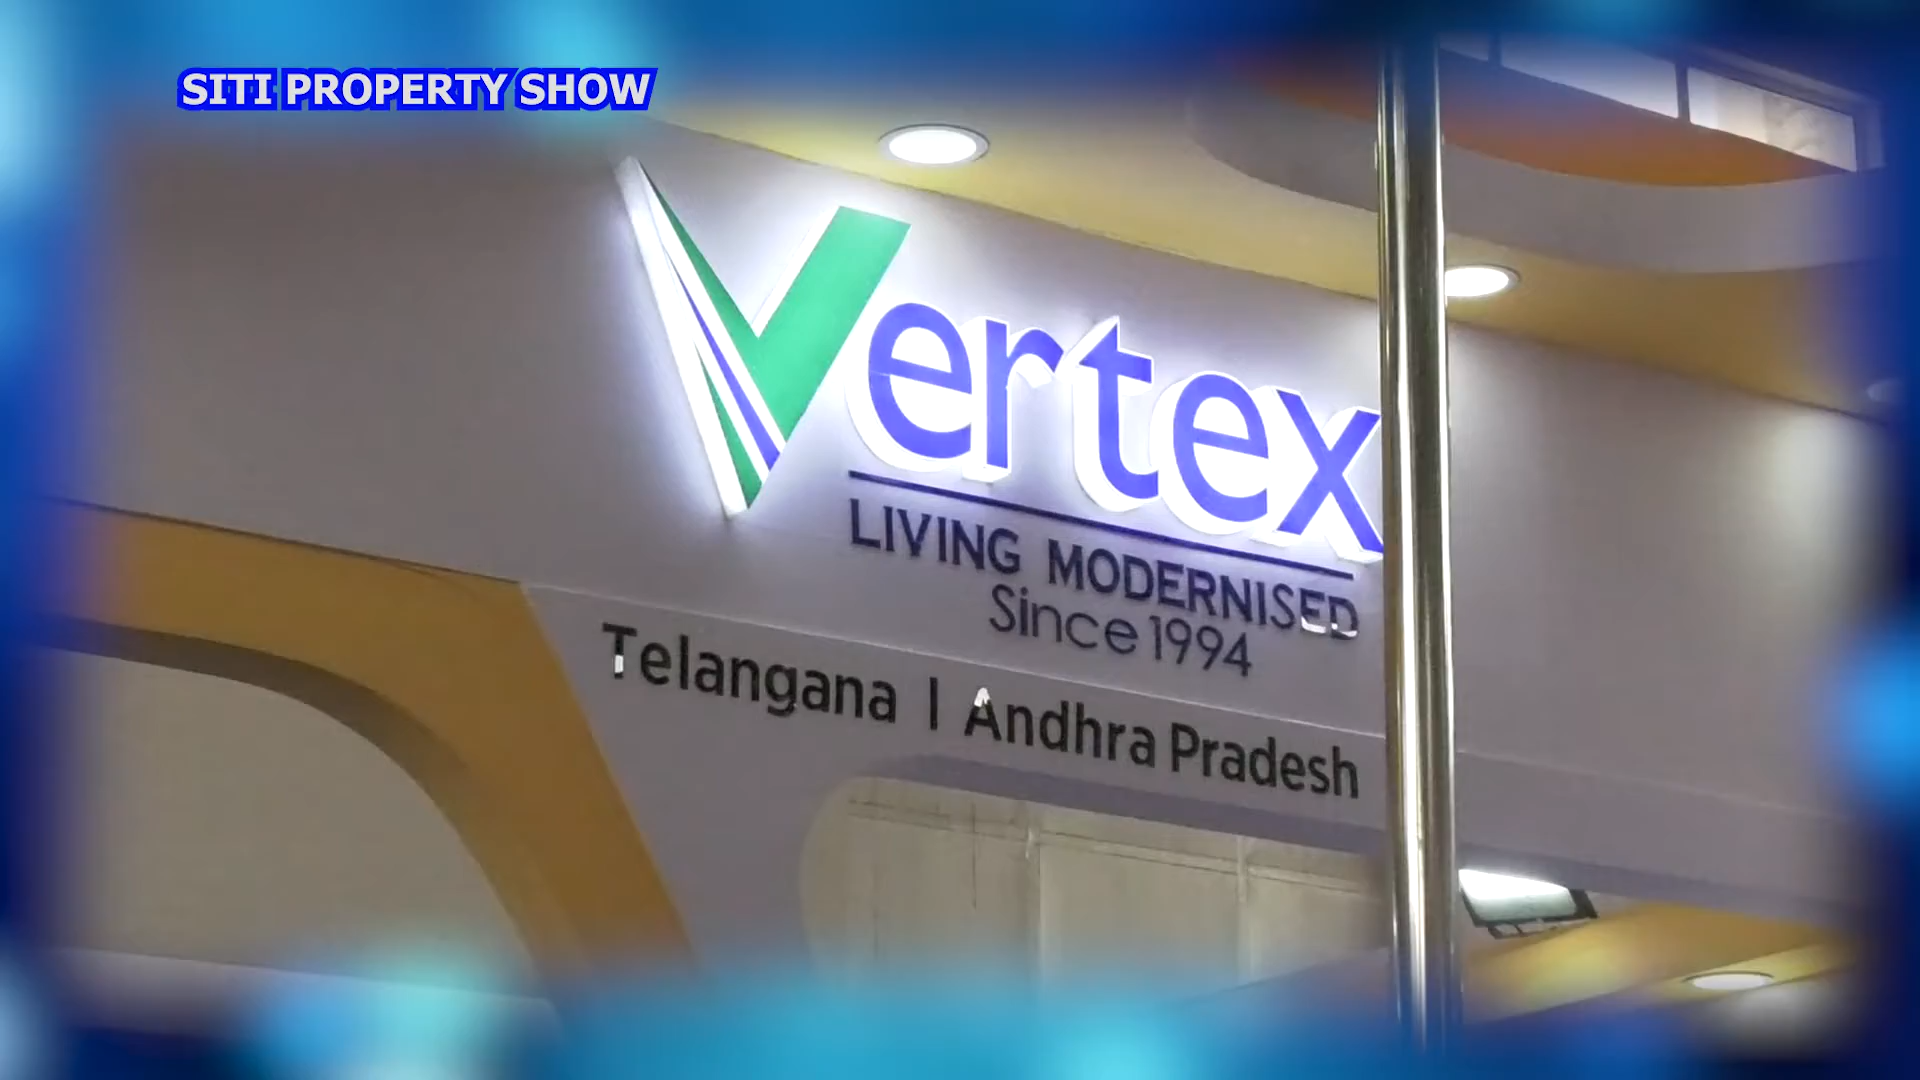 SITI PROPERTY SHOW
Vertex
LIVING MODERNISED
Since 1994
Telangana | Andhra Pradesh